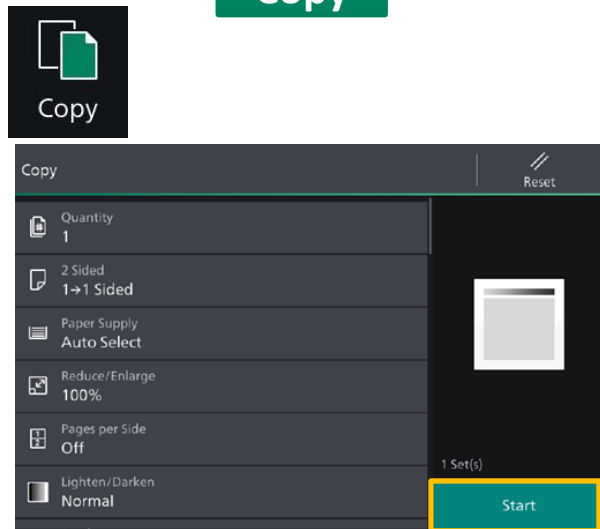 Copy
Copy
Copy
Reset
Quantity
1
2 Sided
1→1 Sided
Paper Supply
Auto Select
Reduce/Enlarge
100%
Pages per Side
Off
Lighten/Darken
Normal
1 Set(s)
Start